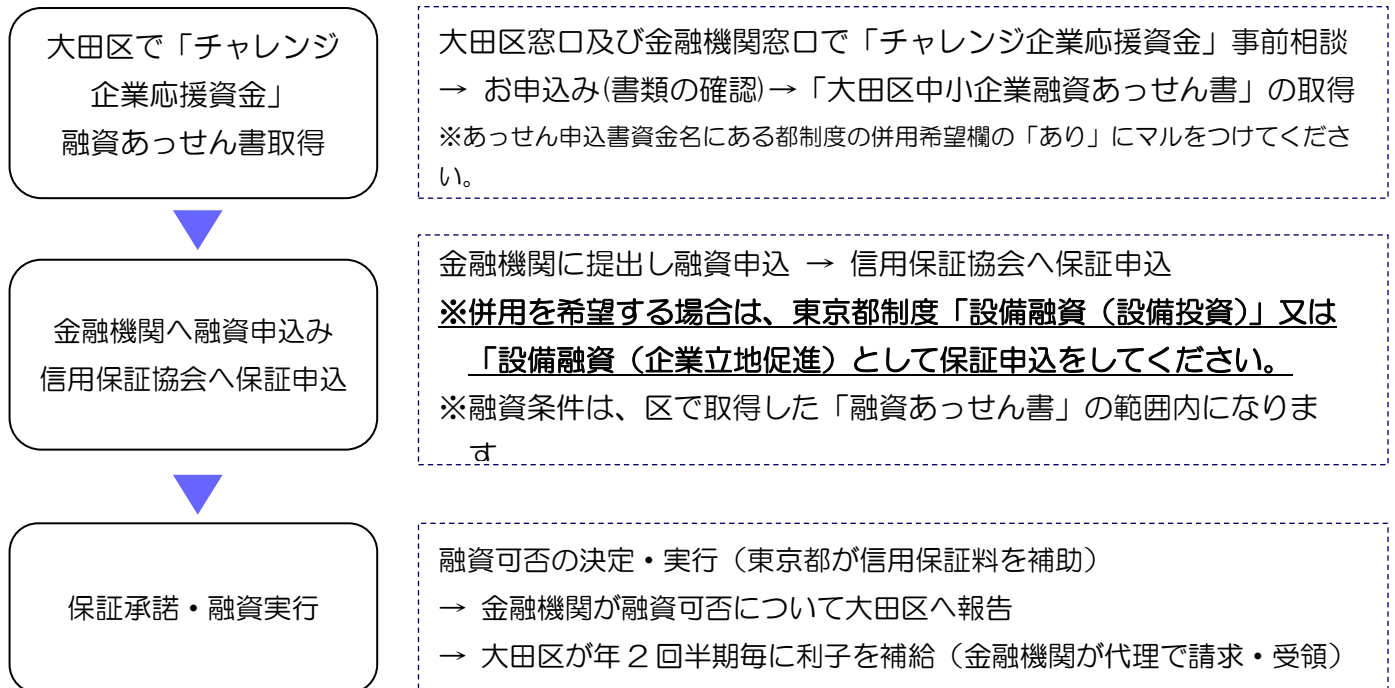 大田区で「チャレンジ
企業応援資金」
融資あっせん書取得
大田区窓口及び金融機関窓口で「チャレンジ企業応援資金」事前相談
→ お申込み(書類の確認)→「大田区中小企業融資あっせん書」の取得
※あっせん申込書資金名にある都制度の併用希望欄の「あり」にマルをつけてくださ
い。
金融機関へ融資申込み
信用保証協会へ保証申込
金融機関に提出し融資申込 → 信用保証協会へ保証申込
※併用を希望する場合は、東京都制度「設備融資（設備投資）」又は
「設備融資（企業立地促進）として保証申込をしてください。
※融資条件は、区で取得した「融資あっせん書」の範囲内になりま
す
保証承諾・融資実行
融資可否の決定・実行（東京都が信用保証料を補助）
→ 金融機関が融資可否について大田区へ報告
→ 大田区が年２回半期毎に利子を補給（金融機関が代理で請求・受領）